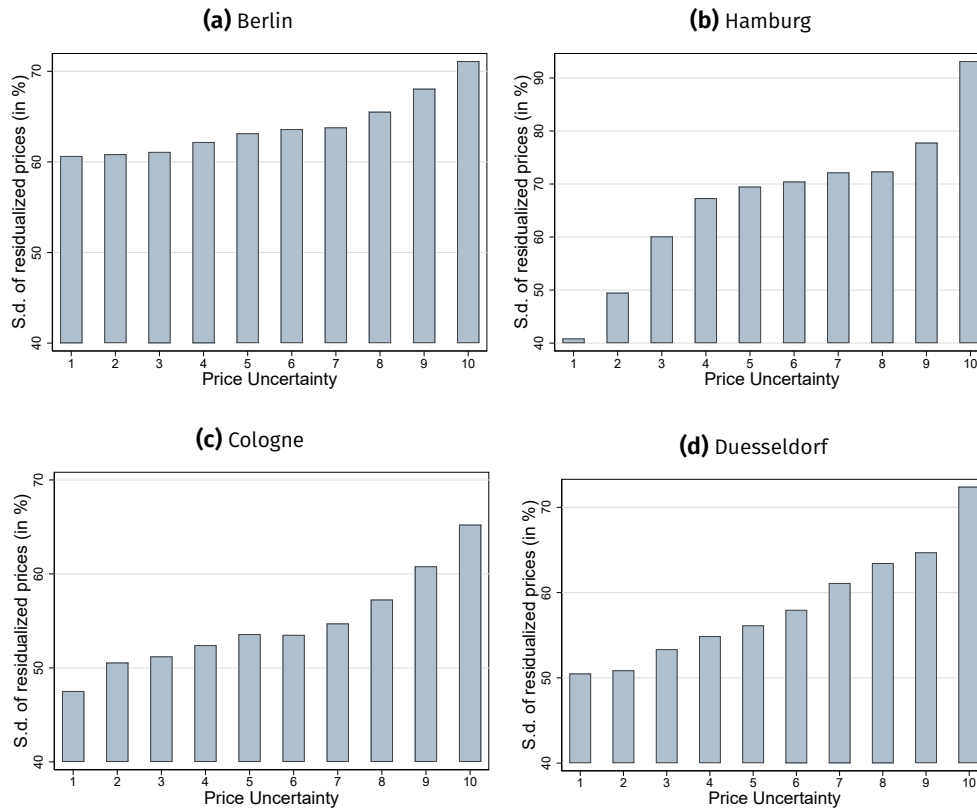 (a) Berlin
S.d. of residualized prices (in %)
70
60
50
40
1 2 3 4 5 6 7 8 9 10
Price Uncertainty
(b) Hamburg
S.d. of residualized prices (in %)
90
80
70
60
50
40
1 2 3 4 5 6 7 8 9 10
Price Uncertainty
(c) Cologne
S.d. of residualized prices (in %)
70
60
50
40
1 2 3 4 5 6 7 8 9 10
Price Uncertainty
(d) Duesseldorf
S.d. of residualized prices (in %)
70
60
50
40
1 2 3 4 5 6 7 8 9 10
Price Uncertainty